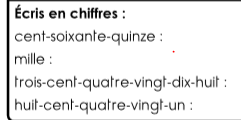 Écris en chiffres :
cent-soixante-quinze :
mille :
trois-cent-quatre-vingt-dix-huit :
huit-cent-quatre-vingt-un :